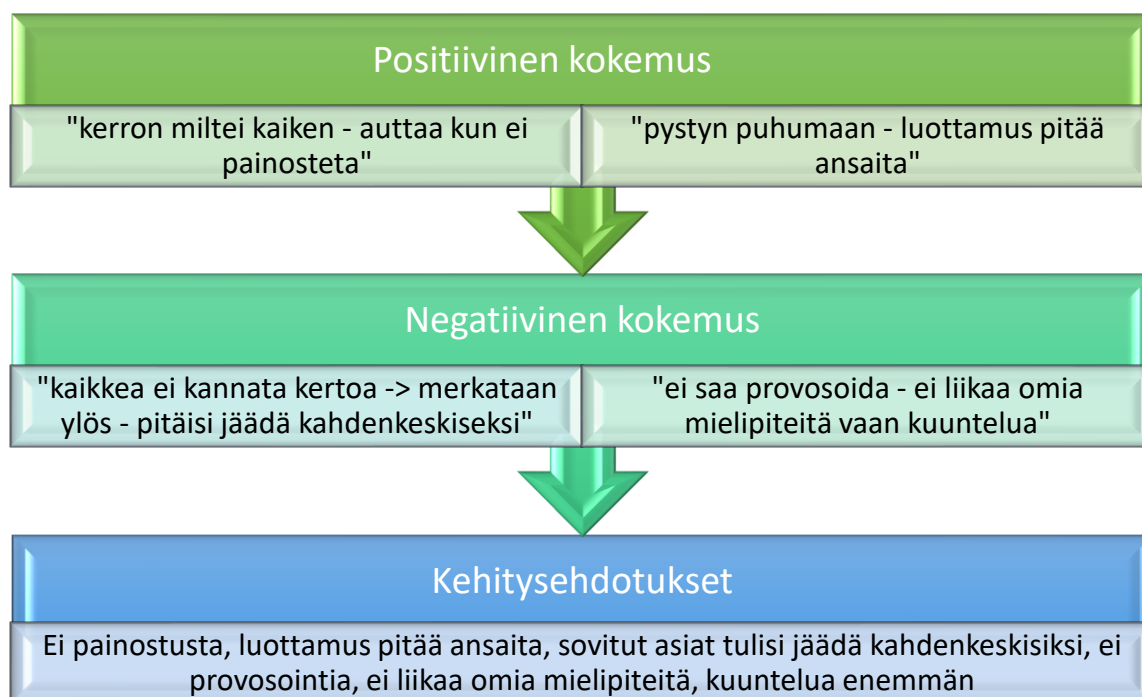 Positiivinen kokemus
"kerron miltei kaiken - auttaa kun ei
painosteta"
"pystyn puhumaan - luottamus pitää
ansaita"
Negatiivinen kokemus
"kaikkea ei kannata kertoa -> merkataan
ylös - pitäisi jäädä kahdenkeskiseksi"
"ei saa provosoida - ei liikaa omia
mielipiteitä vaan kuuntelua"
Kehitysehdotukset
Ei painostusta, luottamus pitää ansaita, sovitut asiat tulisi jäädä kahdenkeskisiksi, ei
provosointia, ei liikaa omia mielipiteitä, kuuntelua enemmän